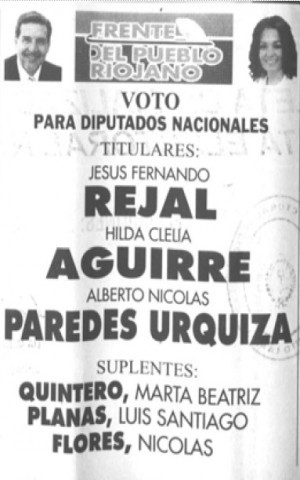 FRENTE
DEL PUEBLO
RIOJANO
VOTO
PARA DIPUTADOS NACIONALES
TITULARES:
JESUS FERNANDO
REJAL
HILDA CLELIA
AGUIRRE
ALBERTO NICOLAS
PAREDES URQUIZA
SUPLENTES:
QUINTERO, MARTA BEATRIZ
PLANAS, LUIS SANTIAGO
FLORES, NICOLAS